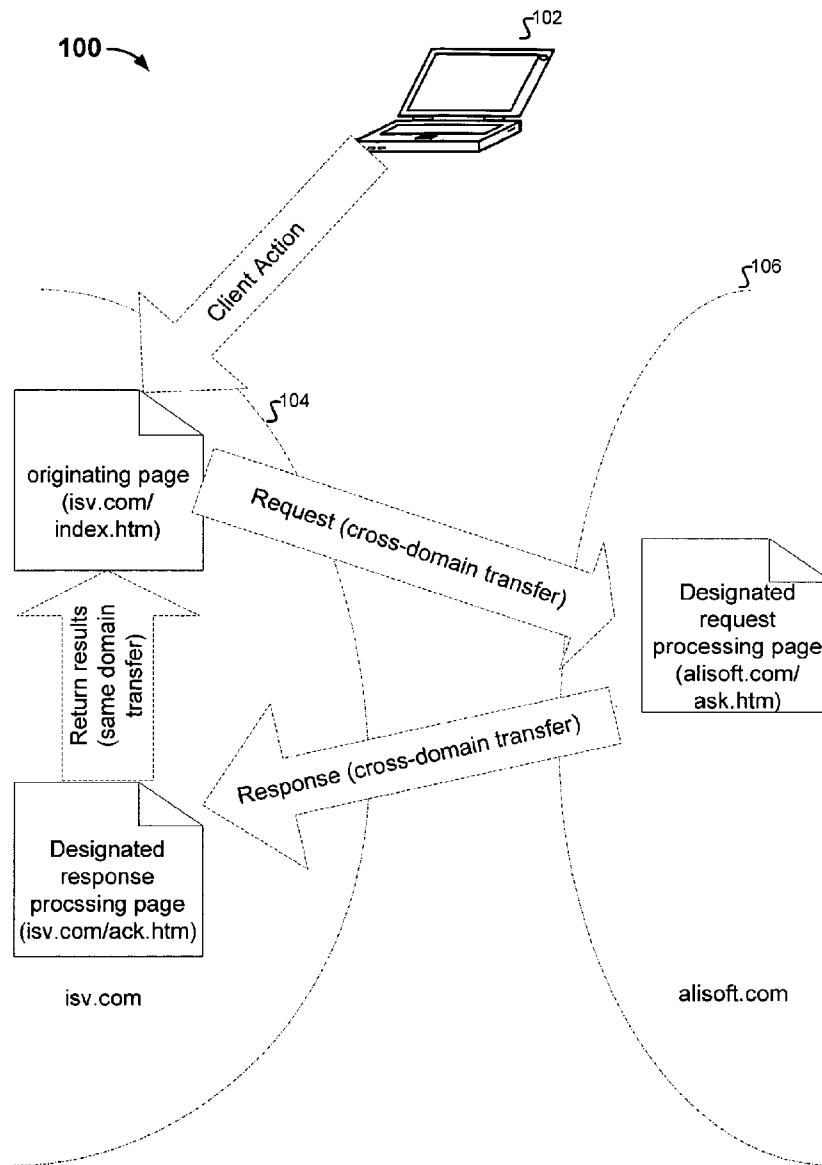 102
100
Client Action
106
104
originating page
(isv.com/
index.htm)
Request (cross-domain transfer)
Designated
request
processing page
(alisoft.com/
ask.htm)
Return results
(same domain
transfer)
Response (cross-domain transfer)
Designated
response
procssing page
(isv.com/ack.htm)
isv.com
alisoft.com